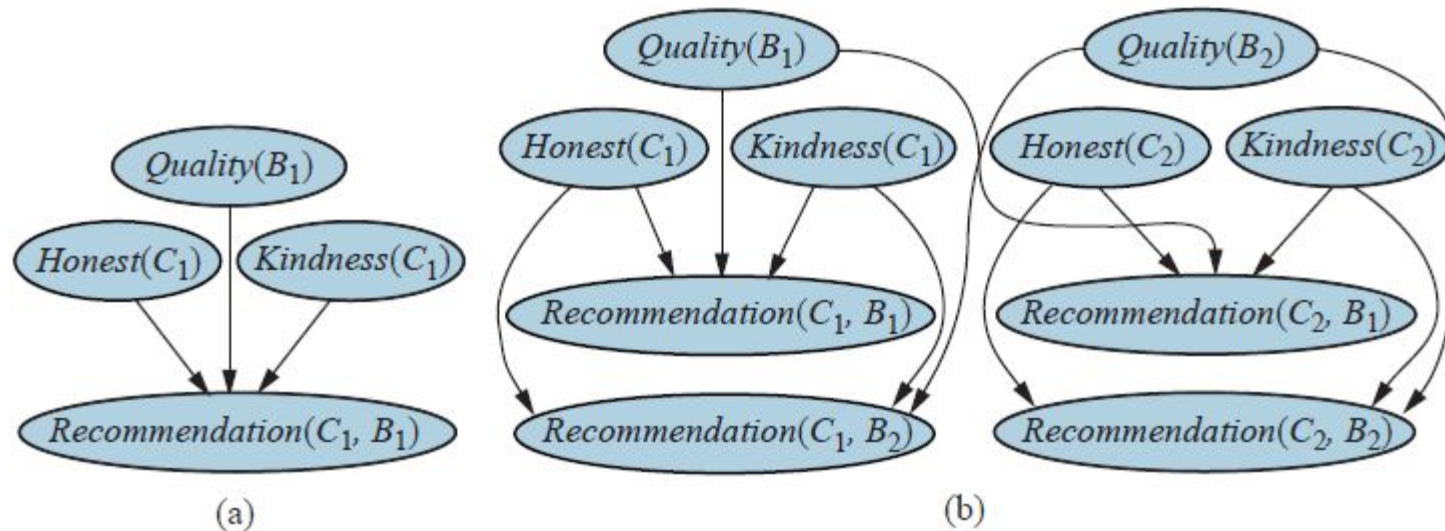 Quality(B1)
Honest(C1)
Kindness(C1)
Recommendation(C1, B1)
(a)
Quality(B1)
Quality(B2)
Honest(C1)
Kindness(C1)
Honest(C2)
Kindness(C2)
Recommendation(C1, B1)
Recommendation(C2, B1)
Recommendation(C1, B2)
Recommendation(C2, B2)
(b)